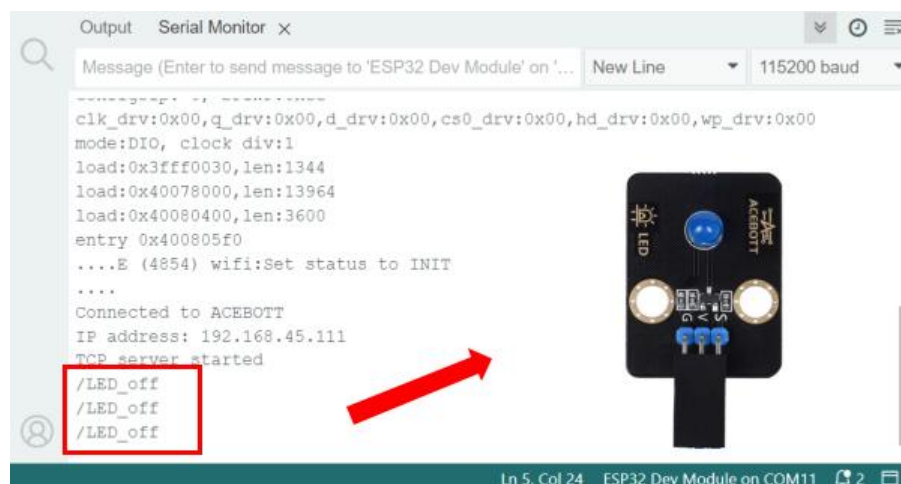 Output Serial Monitor
Message (Enter to send message to 'ESP32 Dev Module' on '... New Line 115200 baud
clk_drv:0x00,q_drv:0x00,d_drv:0x00,cs0_drv:0x00,hd_drv:0x00,wp_drv:0x00
mode:DIO, clock div:1
load:0x3fff0030,len:1344
load:0x40078000,len:13964
load:0x40080400,len:3600
entry 0x400805f0
....E (4854) wifi:Set status to INIT
....
Connected to ACEBOTT
IP address: 192.168.45.111
TCP server started
/LED_off
/LED_off
/LED_off
LED
ACEBOTT
G V S
Ln 5, Col 24 ESP32 Dev Module on COM11 2